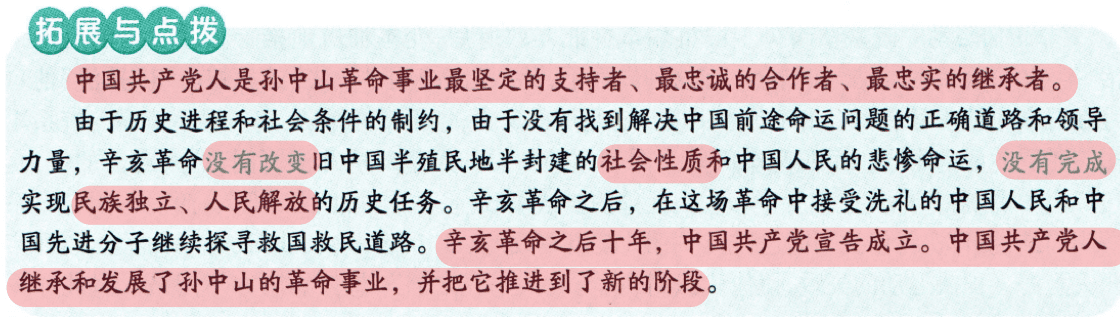 拓展与点拨
中国共产党人是孙中山革命事业最坚定的支持者、最忠诚的合作者、最忠实的继承者。
由于历史进程和社会条件的制约，由于没有找到解决中国前途命运问题的正确道路和领导
力量，辛亥革命没有改变旧中国半殖民地半封建的社会性质和中国人民的悲惨命运，没有完成
实现民族独立、人民解放的历史任务。辛亥革命之后，在这场革命中接受洗礼的中国人民和中
国先进分子继续探寻救国救民道路。辛亥革命之后十年，中国共产党宣告成立。中国共产党人
继承和发展了孙中山的革命事业，并把它推进到了新的阶段。